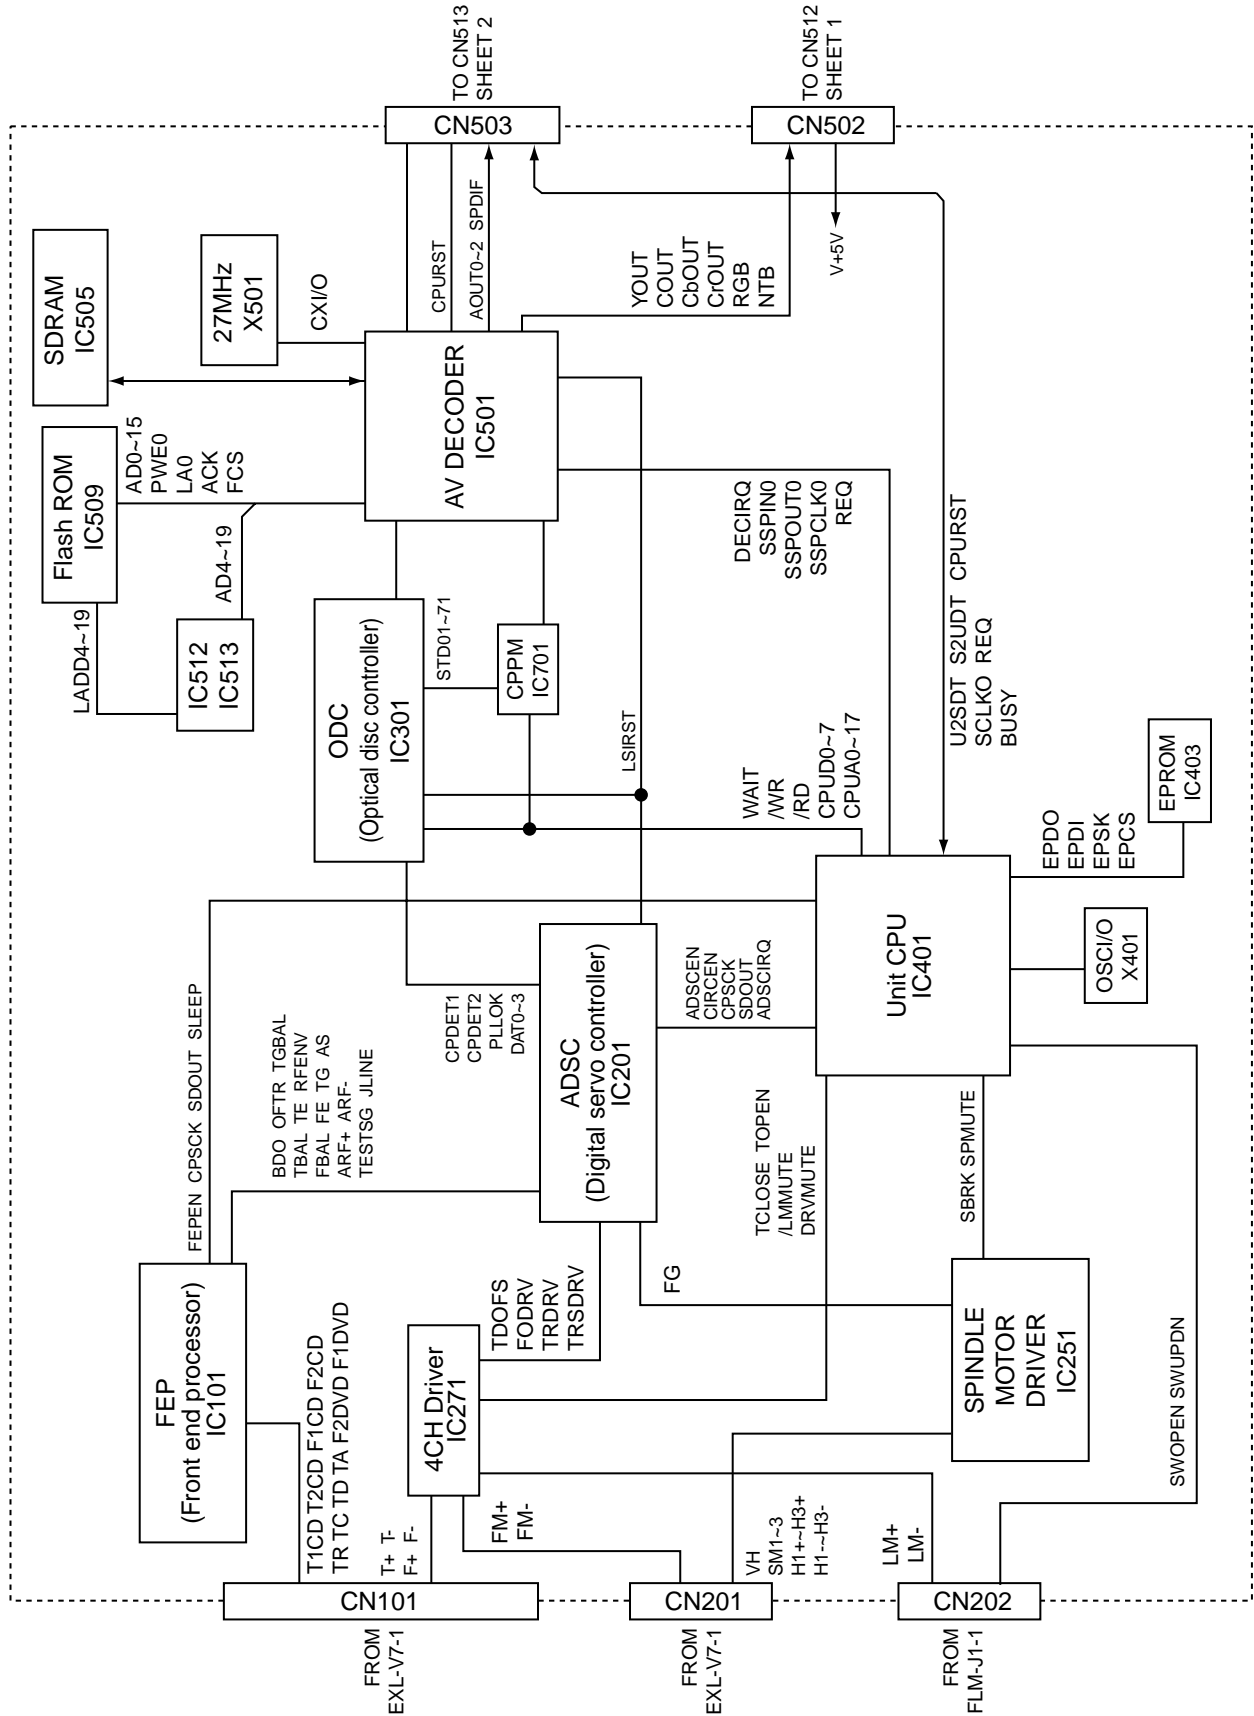 TO CN513
SHEET 2
TO CN512
SHEET 1
CN503
CN502
SDRAM
IC505
27MHz
X501
CXI/O
CPURST
AOUT0~2 SPDIF
YOUT
COUT
CbOUT
CrOUT
RGB
NTB
V+5V
Flash ROM
IC509
AD0~15
PWE0
LA0
ACK
FCS
AV DECODER
IC501
LADD4~19
AD4~19
IC512
IC513
ODC
(Optical disc controller)
IC301
STD01~71
CPPM
IC701
LSIRST
DECIRQ
SSPIN0
SSPOUT0
SSPCLK0
REQ
WAIT
/WR
/RD
CPUD0~7
CPUA0~17
U2SDT S2UDT CPURST
SCLKO REQ
BUSY
EPROM
IC403
EPDO
EPDI
EPSK
EPCS
OSCI/O
X401
Unit CPU
IC401
ADSCEN
CIRCEN
CPSCK
SDOUT
ADSCIRQ
CPDET1
CPDET2
PLLOK
DAT0~3
ADSC
(Digital servo controller)
IC201
FEPEN CPSCK SDOUT SLEEP
BDO OFTR TGBAL
TBAL TE RFENV
FBAL FE TG AS
ARF+ ARF-
TESTSG JLINE
TCLOSE TOPEN
/LMMUTE
DRVMUTE
SBRK SPMUTE
FG
TDOFS
FODRV
TRDRV
TRSDRV
FEP
(Front end processor)
IC101
4CH Driver
IC271
SPINDLE
MOTOR
DRIVER
IC251
SWOPEN SWUPDN
T1CD T2CD F1CD F2CD
TR TC TD TA F2DVD F1DVD
T+ T-
F+ F-
FM+
FM-
VH
SM1~3
H1+~H3+
H1-~H3-
LM+
LM-
CN101
CN201
CN202
FROM
EXL-V7-1
FROM
EXL-V7-1
FROM
FLM-J1-1